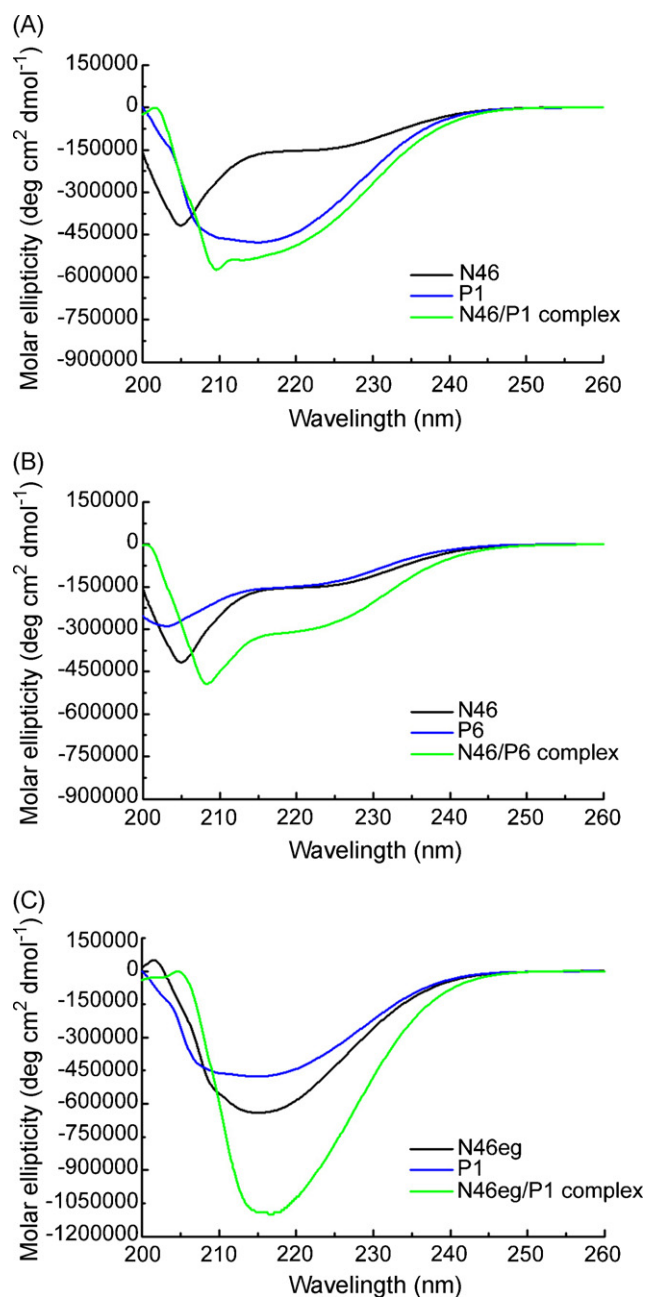 (A)
Molar ellipticity (deg cm² dmol⁻¹)
150000
0
-150000
-300000
-450000
-600000
-750000
-900000
200 210 220 230 240 250 260
Wavelingth (nm)
N46
P1
N46/P1 complex
(B)
Molar ellipticity (deg cm² dmol⁻¹)
150000
0
-150000
-300000
-450000
-600000
-750000
-900000
200 210 220 230 240 250 260
Wavelingth (nm)
N46
P6
N46/P6 complex
(C)
Molar ellipticity (deg cm² dmol⁻¹)
150000
0
-150000
-300000
-450000
-600000
-750000
-900000
-1050000
-1200000
200 210 220 230 240 250 260
Wavelingth (nm)
N46eg
P1
N46eg/P1 complex